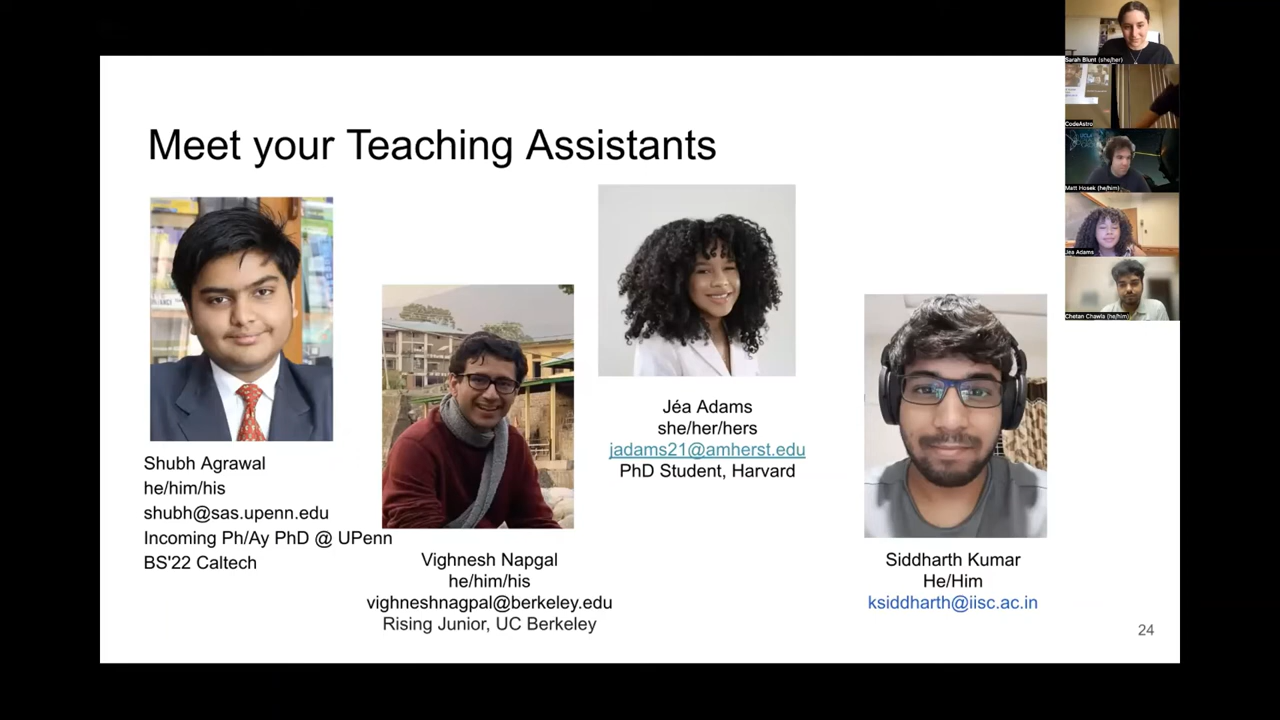 Meet your Teaching Assistants
Shubh Agrawal
he/him/his
shubh@sas.upenn.edu
Incoming Ph/Ay PhD @ UPenn
BS'22 Caltech
Vighnesh Napgal
he/him/his
vighneshnagpal@berkeley.edu
Rising Junior, UC Berkeley
Jéa Adams
she/her/hers
jadams21@amherst.edu
PhD Student, Harvard
Siddharth Kumar
He/Him
ksiddharth@iisc.ac.in
24
Sarah Blunt (she/her)
CodeAstro
Matt Hosek (he/him)
Jéa Adams
Chetan Chawla (he/him)